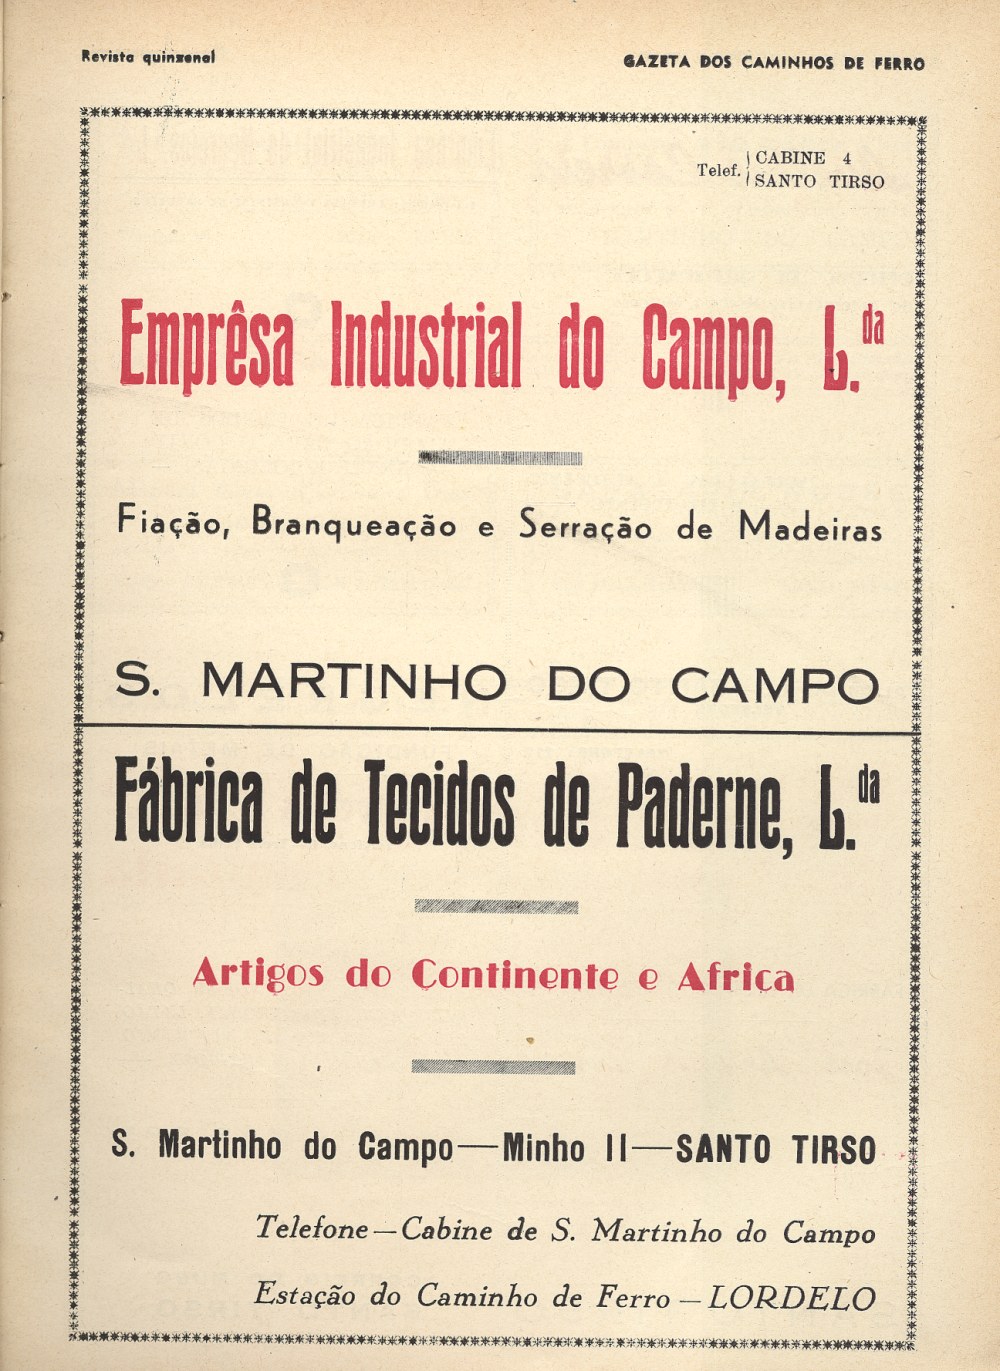 Revista quinzenal
GAZETA DOS CAMINHOS DE FERRO
Telef. CABINE 4
SANTO TIRSO
Emprêsa Industrial do Campo, L.da
Fiação, Branqueação e Serração de Madeiras
S. MARTINHO DO CAMPO
Fábrica de Tecidos de Paderne, L.da
Artigos do Continente e Africa
S. Martinho do Campo—Minho II—SANTO TIRSO
Telefone—Cabine de S. Martinho do Campo
Estação do Caminho de Ferro—LORDELO